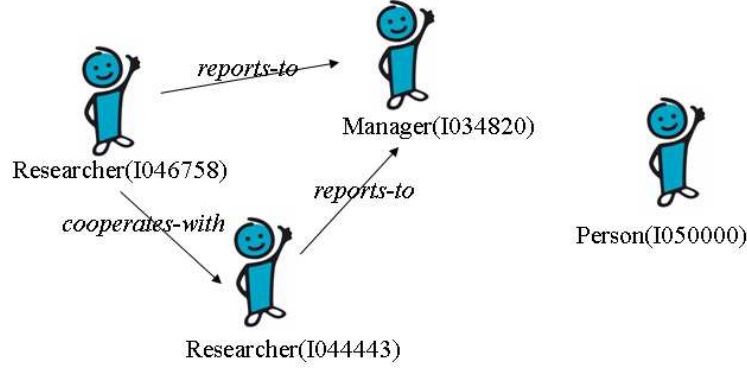 reports-to
Manager(I034820)
Researcher(I046758)
reports-to
cooperates-with
Person(I050000)
Researcher(I044443)